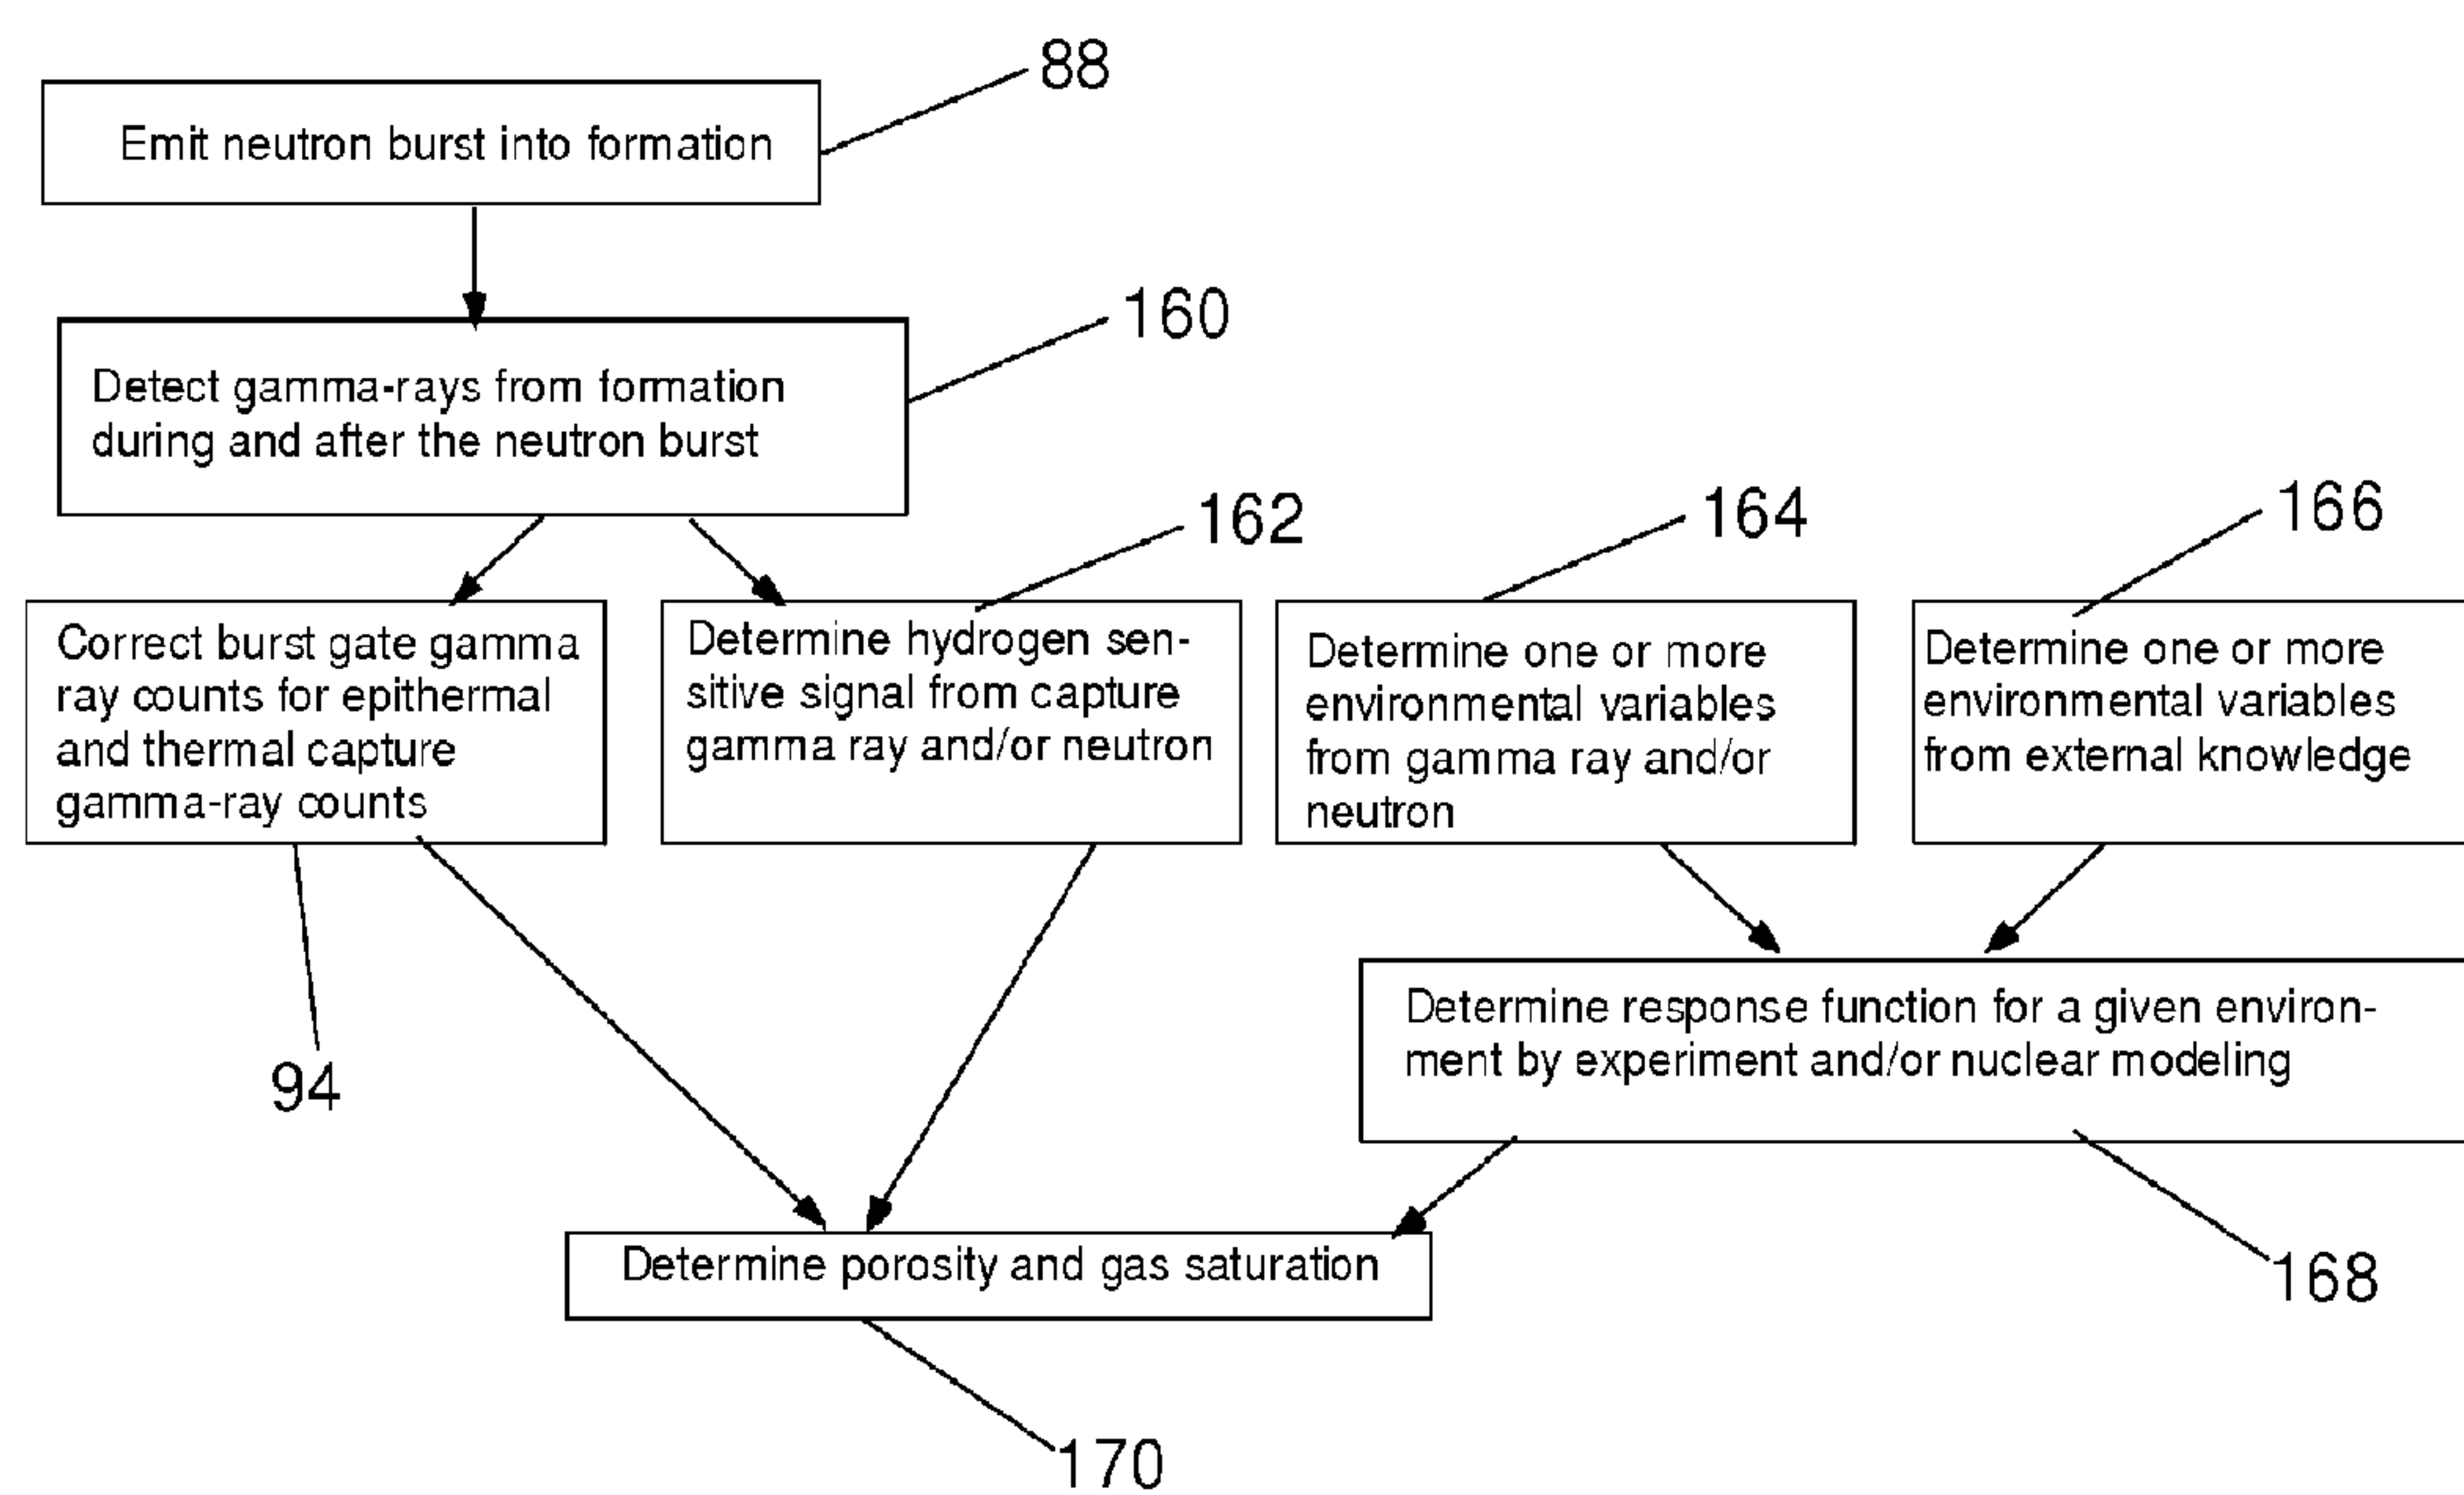 88
Emit neutron burst into formation
160
Detect gamma-rays from formation
during and after the neutron burst
162
164
166
Correct burst gate gamma
ray counts for epithermal
and thermal capture
gamma-ray counts
Determine hydrogen sen-
sitive signal from capture
gamma ray and/or neutron
Determine one or more
environmental variables
from gamma ray and/or
neutron
Determine one or more
environmental variables
from external knowledge
94
Determine response function for a given environ-
ment by experiment and/or nuclear modeling
168
Determine porosity and gas saturation
170